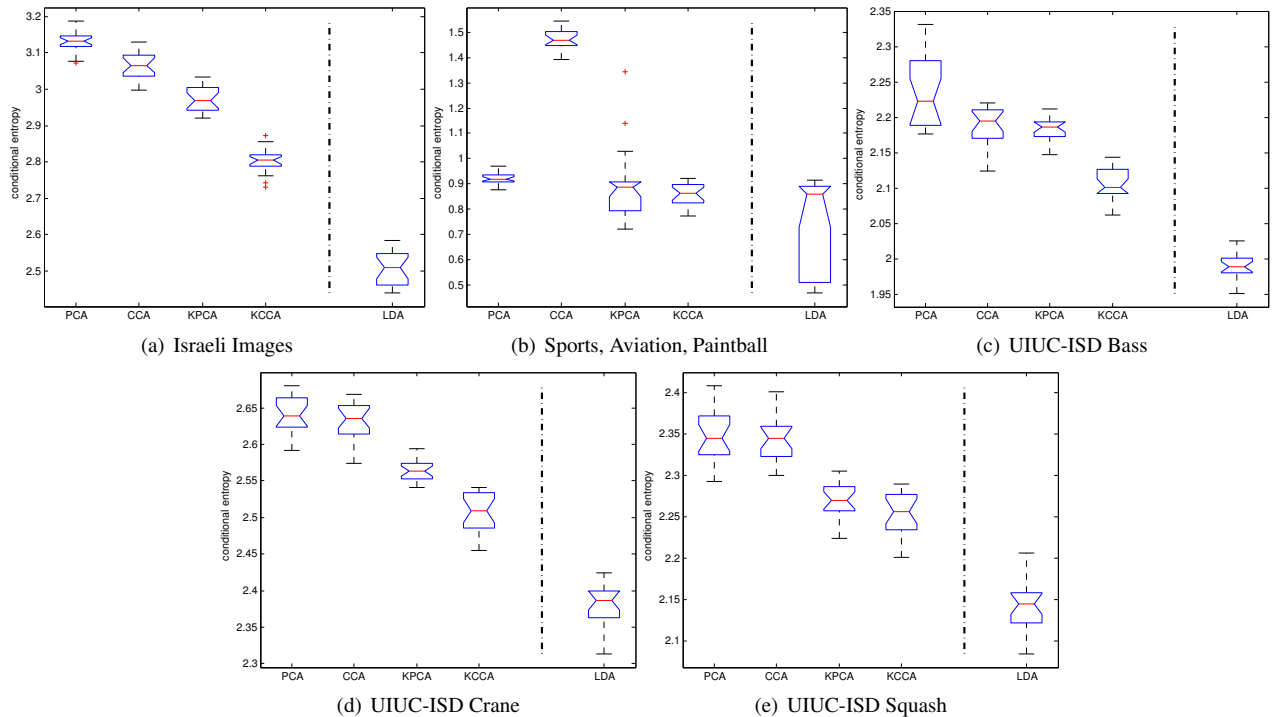 3.2
3.1
3
2.9
2.8
2.7
2.6
2.5
conditional entropy
PCA CCA KPCA KCCA LDA
(a) Israeli Images
1.5
1.4
1.3
1.2
1.1
1
0.9
0.8
0.7
0.6
0.5
conditional entropy
PCA CCA KPCA KCCA LDA
(b) Sports, Aviation, Paintball
2.35
2.3
2.25
2.2
2.15
2.1
2.05
2
1.95
conditional entropy
PCA CCA KPCA KCCA LDA
(c) UIUC-ISD Bass
2.65
2.6
2.55
2.5
2.45
2.4
2.35
2.3
conditional entropy
PCA CCA KPCA KCCA LDA
(d) UIUC-ISD Crane
2.4
2.35
2.3
2.25
2.2
2.15
2.1
conditional entropy
PCA CCA KPCA KCCA LDA
(e) UIUC-ISD Squash